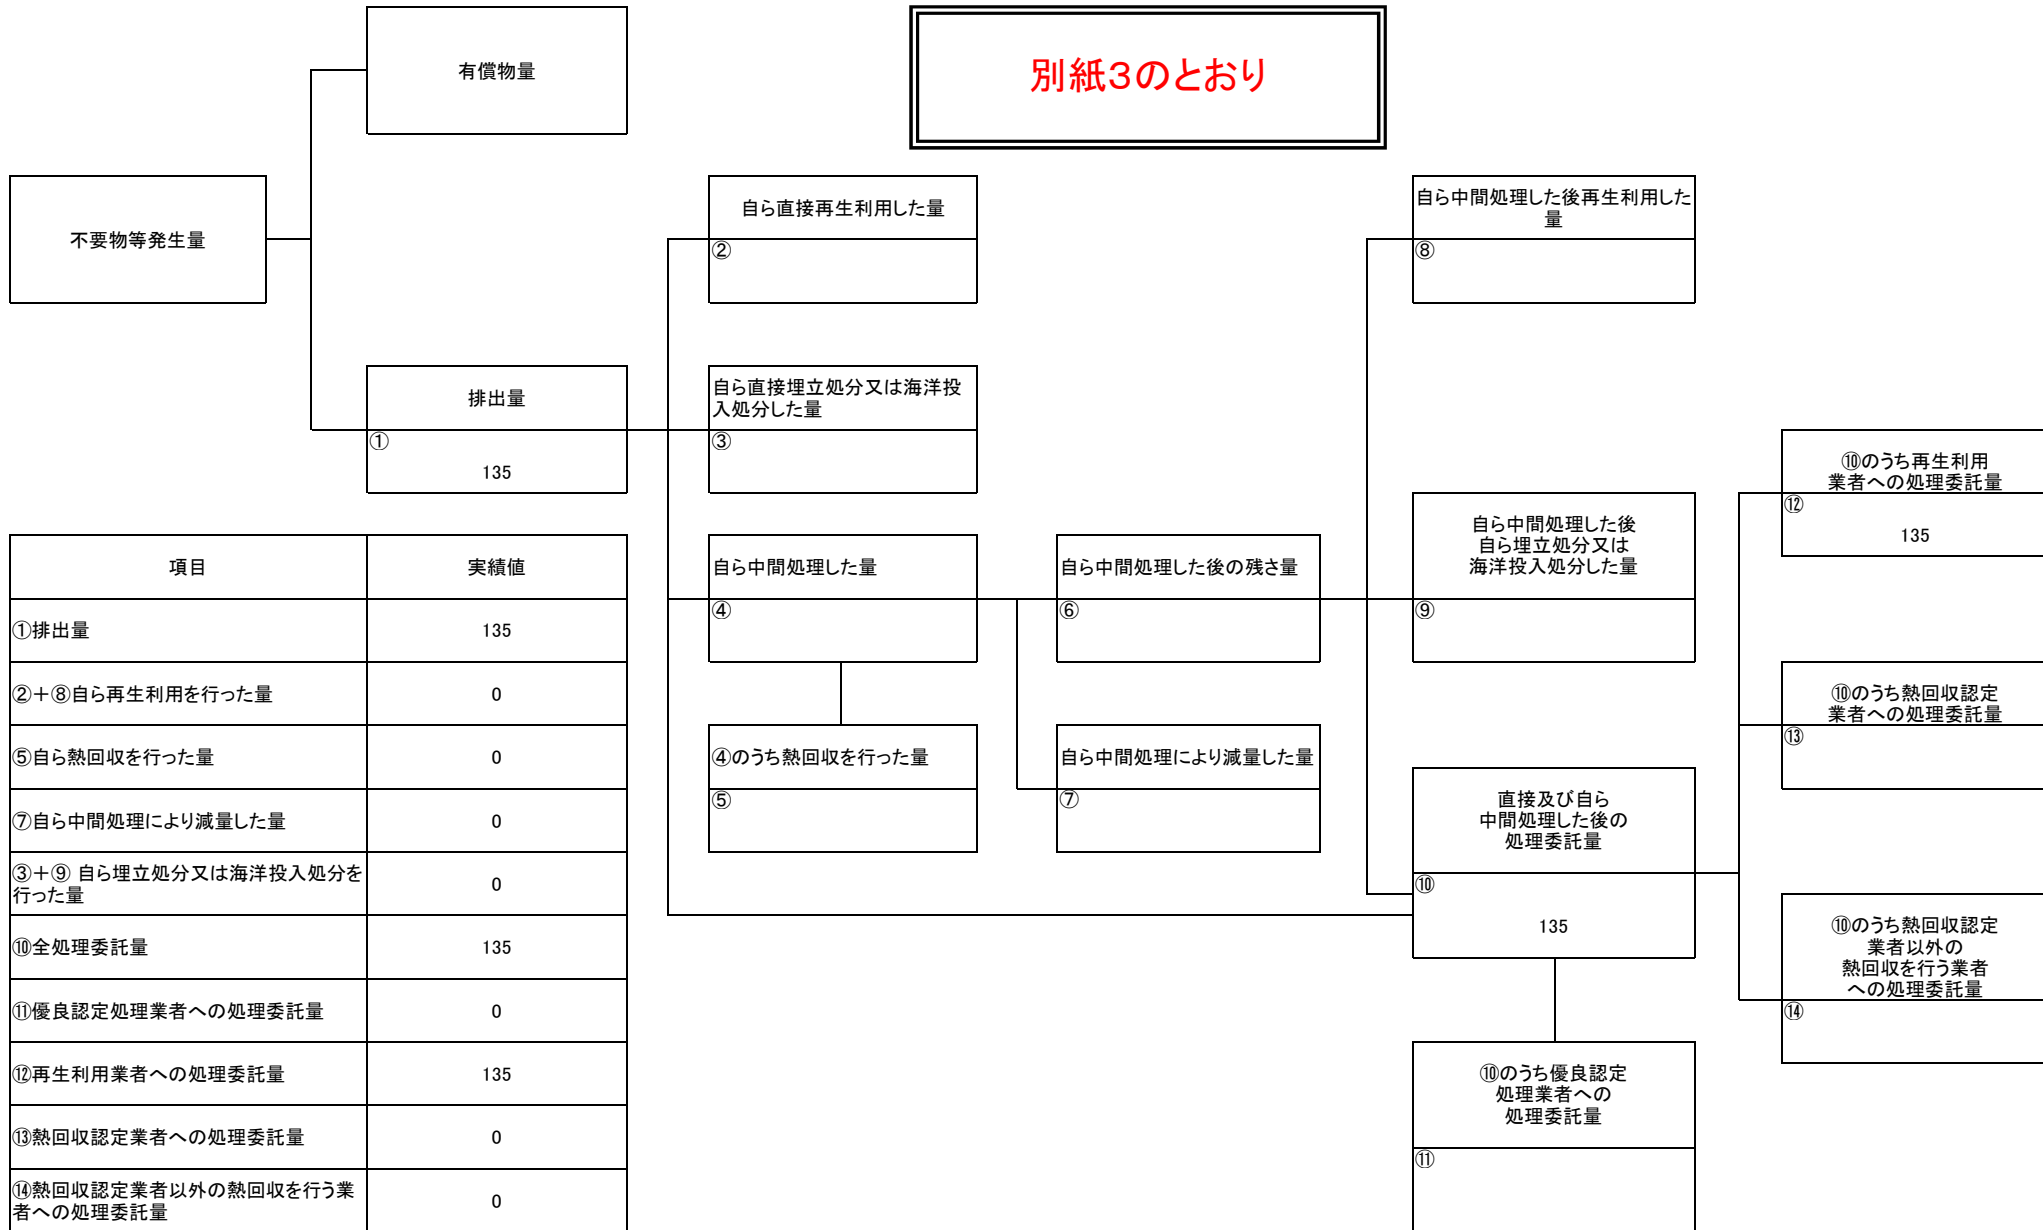 有償物量
別紙３のとおり
不要物等発生量
自ら直接再生利用した量
②
自ら中間処理した後再生利用した
量
⑧
排出量
①
135
自ら直接埋立処分又は海洋投
入処分した量
③
⑩のうち再生利用
業者への処理委託量
⑫
135
項目
実績値
①排出量
135
②＋⑧自ら再生利用を行った量
0
⑤自ら熱回収を行った量
0
⑦自ら中間処理により減量した量
0
③＋⑨ 自ら埋立処分又は海洋投入処分を
行った量
0
⑩全処理委託量
135
⑪優良認定処理業者への処理委託量
0
⑫再生利用業者への処理委託量
135
⑬熱回収認定業者への処理委託量
0
⑭熱回収認定業者以外の熱回収を行う業
者への処理委託量
0
自ら中間処理した量
④
自ら中間処理した後の残さ量
⑥
自ら中間処理した後
自ら埋立処分又は
海洋投入処分した量
⑨
④のうち熱回収を行った量
⑤
自ら中間処理により減量した量
⑦
⑩のうち熱回収認定
業者への処理委託量
⑬
直接及び自ら
中間処理した後の
処理委託量
⑩
135
⑩のうち熱回収認定
業者以外の
熱回収を行う業者
への処理委託量
⑭
⑩のうち優良認定
処理業者への
処理委託量
⑪